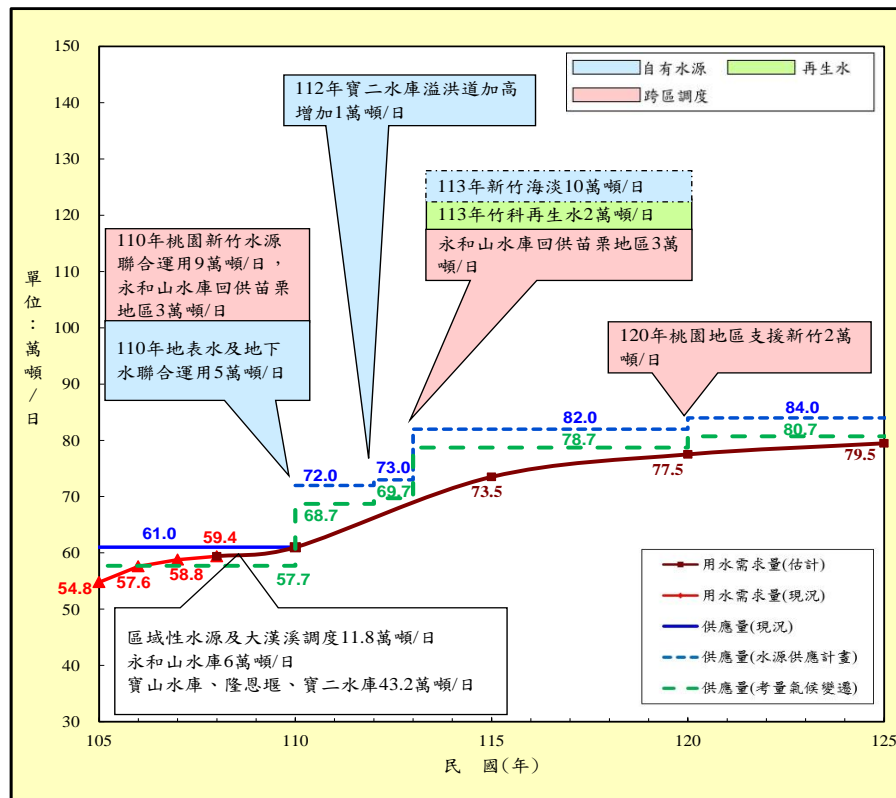 單位：萬噸/日
150
140
130
120
110
100
90
80
70
60
50
40
30
自有水源
再生水
跨區調度
112年寶二水庫溢洪道加高
增加1萬噸/日
113年新竹海淡10萬噸/日
113年竹科再生水2萬噸/日
永和山水庫回供苗栗地區3萬
噸/日
110年桃園新竹水源
聯合運用9萬噸/日，
永和山水庫回供苗栗
地區3萬噸/日
110年地表水及地下
水聯合運用5萬噸/日
120年桃園地區支援新竹2萬
噸/日
54.8
57.6
58.8
59.4
61.0
57.7
72.0
68.7
73.0
69.7
82.0
78.7
73.5
77.5
84.0
80.7
79.5
區域性水源及大漢溪調度11.8萬噸/日
永和山水庫6萬噸/日
寶山水庫、隆恩堰、寶二水庫43.2萬噸/日
用水需求量(估計)
用水需求量(現況)
供應量(現況)
供應量(水源供應計畫)
供應量(考量氣候變遷)
105
110
115
120
125
民 國(年)